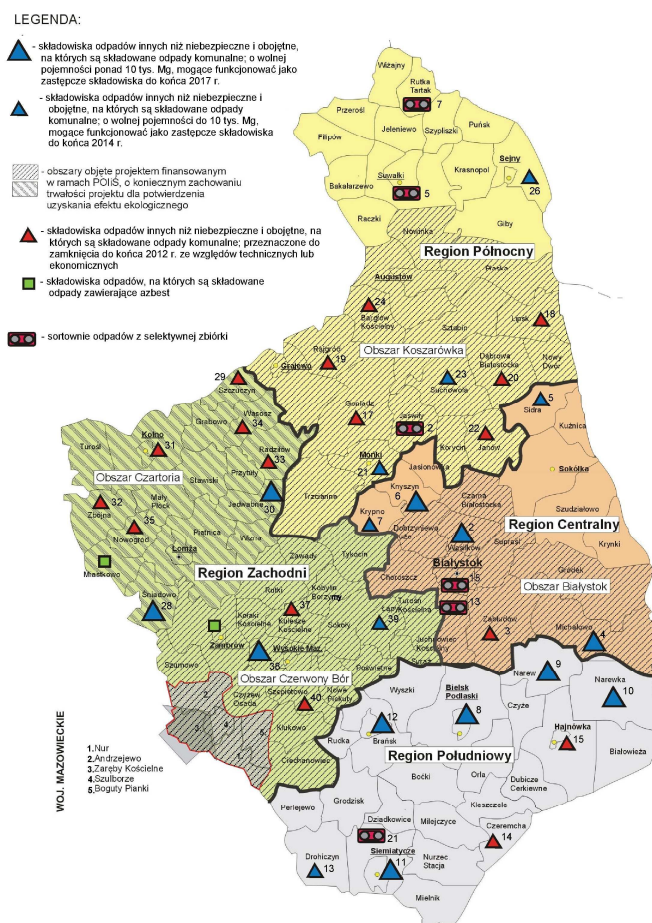 LEGENDA:
- składowiska odpadów innych niż niebezpieczne i obojętne,
na których są składowane odpady komunalne; o wolnej
pojemności ponad 10 tys. Mg, mogące funkcjonować jako
zastępcze składowiska do końca 2017 r.
- składowiska odpadów innych niż niebezpieczne i
obojętne, na których są składowane odpady
komunalne; o wolnej pojemności do 10 tys. Mg,
mogące funkcjonować jako zastępcze składowiska
do końca 2014 r.
- obszary objęte projektem finansowanym
w ramach POIiŚ, o koniecznym zachowaniu
trwałości projektu dla potwierdzenia
uzyskania efektu ekologicznego
- składowiska odpadów innych niż niebezpieczne i obojętne, na
których są składowane odpady komunalne; przeznaczone do
zamknięcia do końca 2012 r. ze względów technicznych lub
ekonomicznych
- składowiska odpadów, na których są składowane
odpady zawierające azbest
- sortownie odpadów z selektywnej zbiórki
Wiżajny
Rutka
Tartak
7
Przerośl
Jeleniewo
Szypliszki
Puńsk
Filipów
Suwałki
Krasnopol
Sejny
Bakałarzewo
5
26
Raczki
Nowinka
Giby
Region Północny
Płaska
Augustów
24
Bargłów
Kościelny
Sztabin
Lipsk
18
Rajgród
19
Obszar Koszarówka
Grajewo
Dąbrowa
Białostocka
20
Nowy
Dwór
29
Szczuczyn
23
Suchowola
Goniądz
17
Jaświły
2
22
Janów
Korycin
5
Sidra
Kuźnica
Wąsosz
34
Grabowo
Kolno
31
Turośl
Radziłów
33
Mońki
21
Jasionówka
Sokółka
Obszar Czartoria
Stawiski
Przytuły
Trzcianne
Knyszyn
6
Czarna
Białostocka
Szudziałowo
32
Zbójna
Mały
Płock
Jedwabne
30
Krypno
7
Dobrzyniewo
2
Wasilków
Region Centralny
35
Nowogród
Piątnica
Wizna
Supraśl
Krynki
Łomża
Zawady
Tykocin
Białystok
Miastkowo
Region Zachodni
Choroszcz
15
Gródek
Obszar Białystok
Rutki
Kobylin
Borzymy
13
Śniadowo
28
37
Kulesze
Kościelne
Kołaki
Kościelne
Sokoły
Łapy
Turośń
Kościelna
39
Zabłudów
3
Michałowo
4
Zambrów
Wysokie Maz.
38
Juchnowiec
Kościelny
Suraż
Poświętne
Szumowo
Obszar Czerwony Bór
Narew
9
Narewka
10
Czyżew
Osada
Szepietowo
40
Nowe
Piekuty
Wyszki
Bielsk
Podlaski
8
Czyże
2.
3.
4.
5.
1.
Klukowo
12
Brańsk
Hajnówka
15
Rudka
Region Południowy
Białowieża
Ciechanowiec
Boćki
Orla
Dubicze
Cerkiewne
Kleszczele
WOJ. MAZOWIECKIE
1.Nur
2.Andrzejewo
3.Zaręby Kościelne
4.Szulborze
5.Boguty Pianki
Perlejewo
Grodzisk
Dziadkowice
Milejczyce
21
Czeremcha
14
Siemiatycze
11
Drohiczyn
13
Nurzec
Stacja
Mielnik